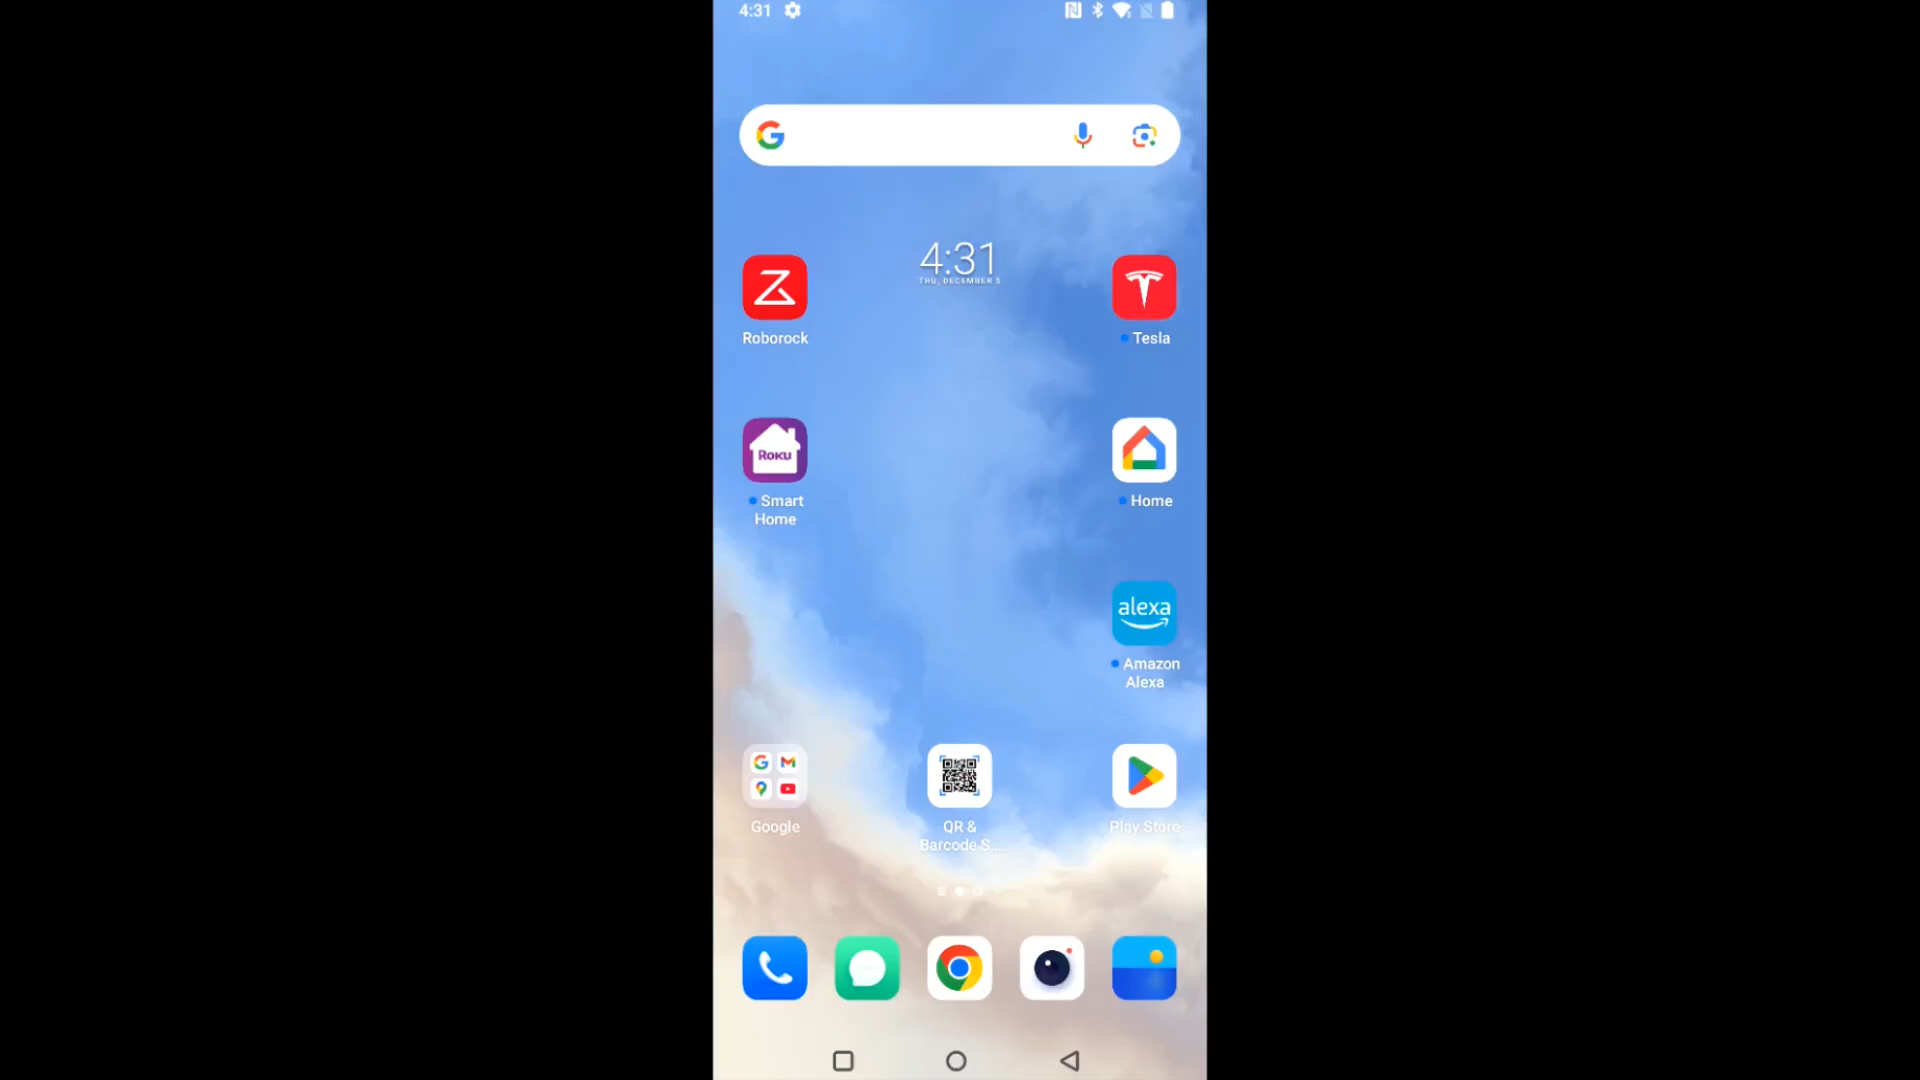 4:31
4:31
THU, DECEMBER 5
Roborock
Tesla
Roku
Smart
Home
Home
alexa
Amazon
Alexa
Google
QR &
Barcode S...
Play Store